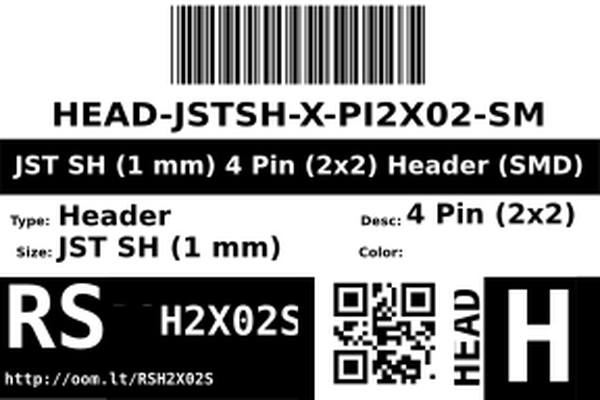 HEAD-JSTSH-X-PI2X02-SM
JST SH (1 mm) 4 Pin (2x2) Header (SMD)
Type: Header
Desc: 4 Pin (2x2)
Size: JST SH (1 mm)
Color:
RS H2X02S
HEAD
H
http://oom.lt/RSH2X02S